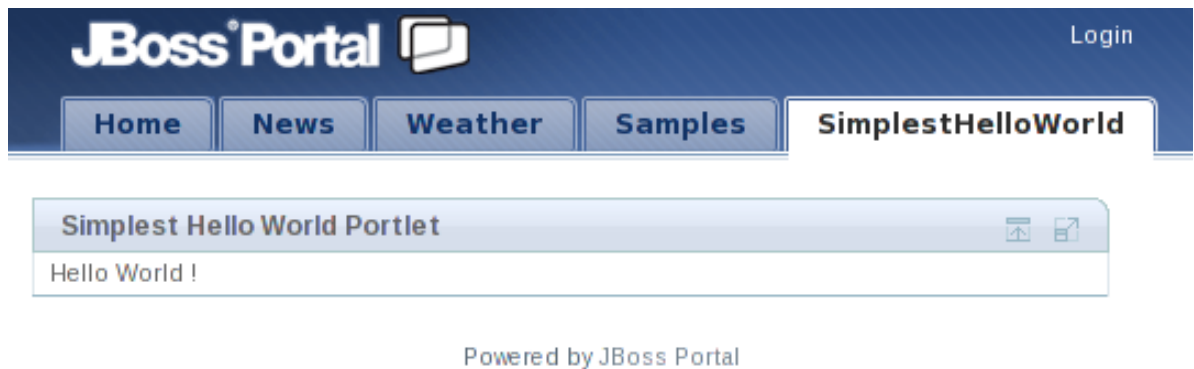 JBoss® Portal
Login
Home News Weather Samples SimplestHelloWorld
Simplest Hello World Portlet
Hello World !
Powered by JBoss Portal